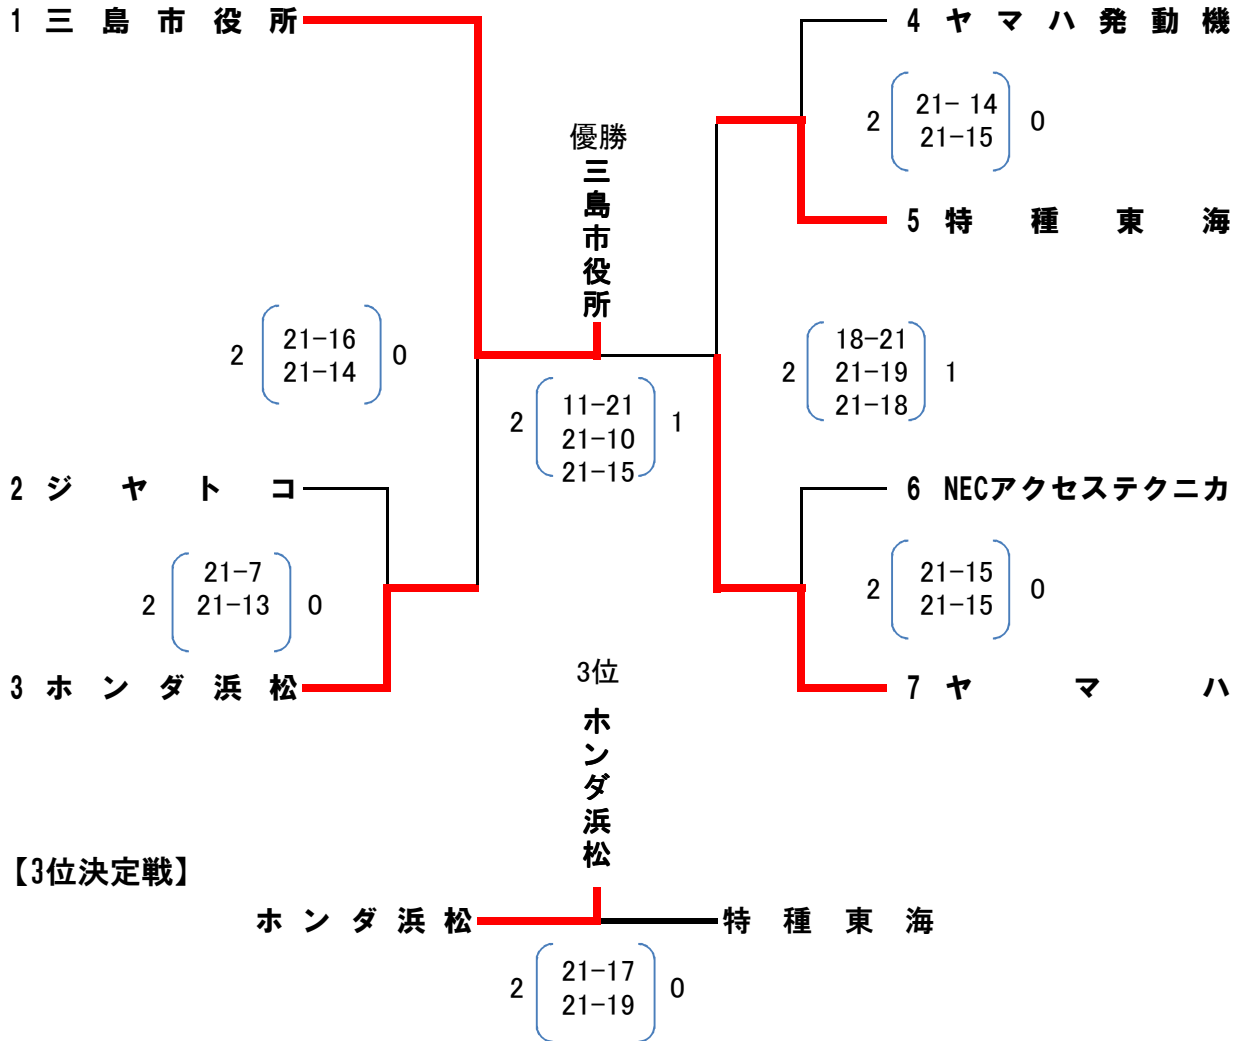 1 三島市役所
4 ヤマハ発動機
2 21-14 0
21-15
優勝
三島市役所
5 特種東海
2 21-16 0
21-14
2 18-21 1
21-19
21-18
2 11-21 1
21-10
21-15
2 ジヤトコ
6 NECアクセステクニカ
2 21-7 0
21-13
2 21-15 0
21-15
3 ホンダ浜松
7 ヤマハ
3位
ホンダ浜松
【3位決定戦】
ホンダ浜松
特種東海
2 21-17 0
21-19